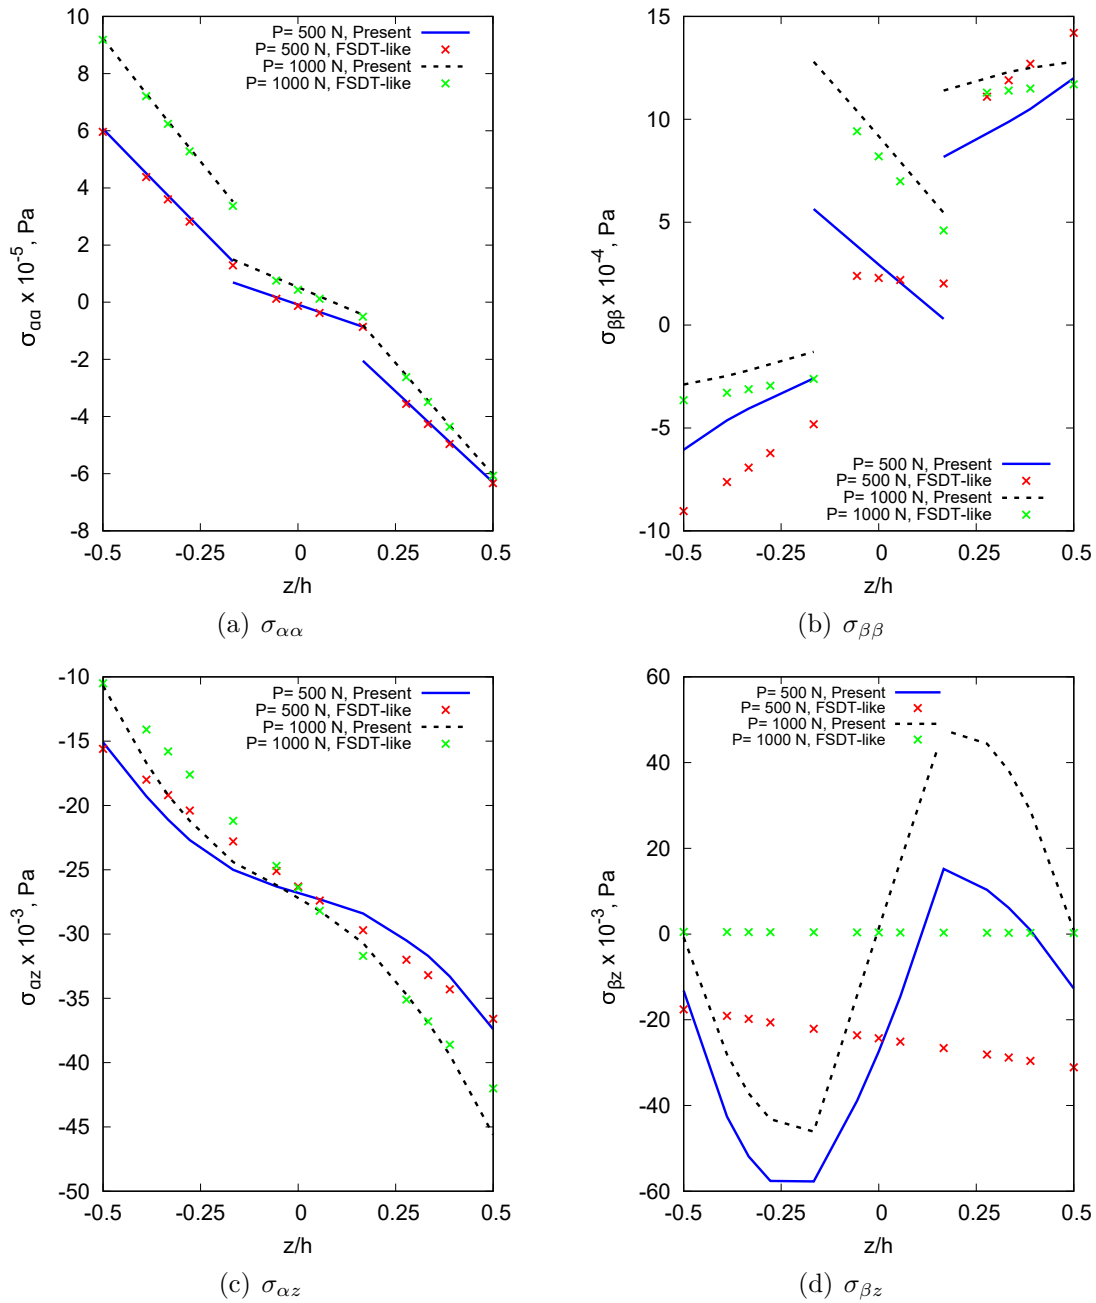 10
8
6
4
2
0
-2
-4
-6
-8
-0.5
-0.25
0
0.25
0.5
σαα x 10⁻⁵, Pa
z/h
P= 500 N, Present
P= 500 N, FSDT-like
P= 1000 N, Present
P= 1000 N, FSDT-like
(a) σαα
15
10
5
0
-5
-10
-0.5
-0.25
0
0.25
0.5
σββ x 10⁻⁴, Pa
z/h
P= 500 N, Present
P= 500 N, FSDT-like
P= 1000 N, Present
P= 1000 N, FSDT-like
(b) σββ
-10
-15
-20
-25
-30
-35
-40
-45
-50
-0.5
-0.25
0
0.25
0.5
σαz x 10⁻³, Pa
z/h
P= 500 N, Present
P= 500 N, FSDT-like
P= 1000 N, Present
P= 1000 N, FSDT-like
(c) σαz
60
40
20
0
-20
-40
-60
-0.5
-0.25
0
0.25
0.5
σβz x 10⁻³, Pa
z/h
P= 500 N, Present
P= 500 N, FSDT-like
P= 1000 N, Present
P= 1000 N, FSDT-like
(d) σβz